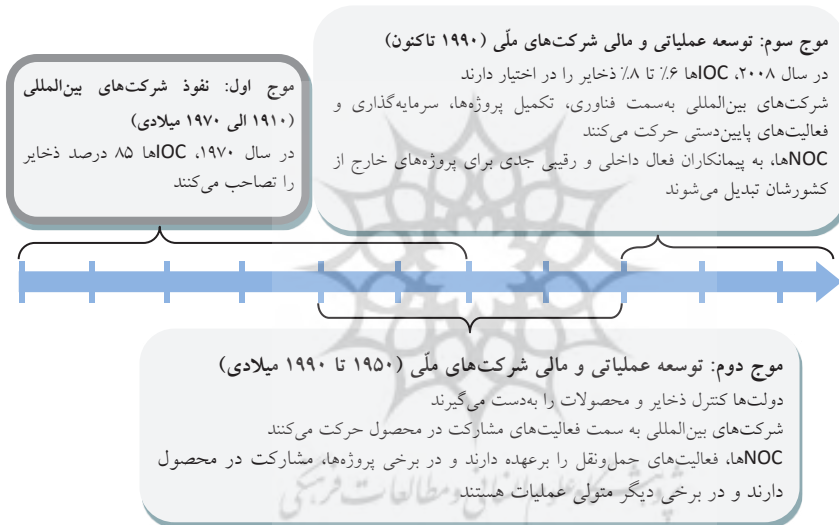 موج اول: نفوذ شرکت‌های بین‌المللی
(۱۹۱۰ الی ۱۹۷۰ میلادی)
در سال ۱۹۷۰، IOCها ۸۵ درصد ذخایر
را تصاحب می‌کنند
موج سوم: توسعه عملیاتی و مالی شرکت‌های ملّی (۱۹۹۰ تاکنون)
در سال ۲۰۰۸، IOCها ۶٪ تا ۸٪ ذخایر را در اختیار دارند
شرکت‌های بین‌المللی به‌سمت فناوری، تکمیل پروژه‌ها، سرمایه‌گذاری و
فعالیت‌های پایین‌دستی حرکت می‌کنند
NOCها، به پیمانکاران فعال داخلی و رقیبی جدی برای پروژه‌های خارج از
کشورشان تبدیل می‌شوند
موج دوم: توسعه عملیاتی و مالی شرکت‌های ملّی (۱۹۵۰ تا ۱۹۹۰ میلادی)
دولت‌ها کنترل ذخایر و محصولات را به‌دست می‌گیرند
شرکت‌های بین‌المللی به سمت فعالیت‌های مشارکت در محصول حرکت می‌کنند
NOCها، فعالیت‌های حمل‌ونقل را برعهده دارند و در برخی پروژه‌ها، مشارکت در محصول
دارند و در برخی دیگر متولی عملیات هستند
پژوهشگاه علوم انسانی و مطالعات فرهنگی